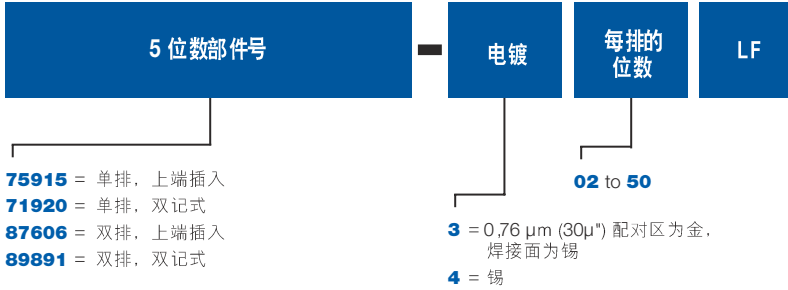 5 位数部件号
-
电镀
每排的
位数
LF
75915 = 单排，上端插入
71920 = 单排，双记式
87606 = 双排，上端插入
89891 = 双排，双记式
3 = 0,76 µm (30µ") 配对区为金，
焊接面为锡
4 = 锡
02 to 50